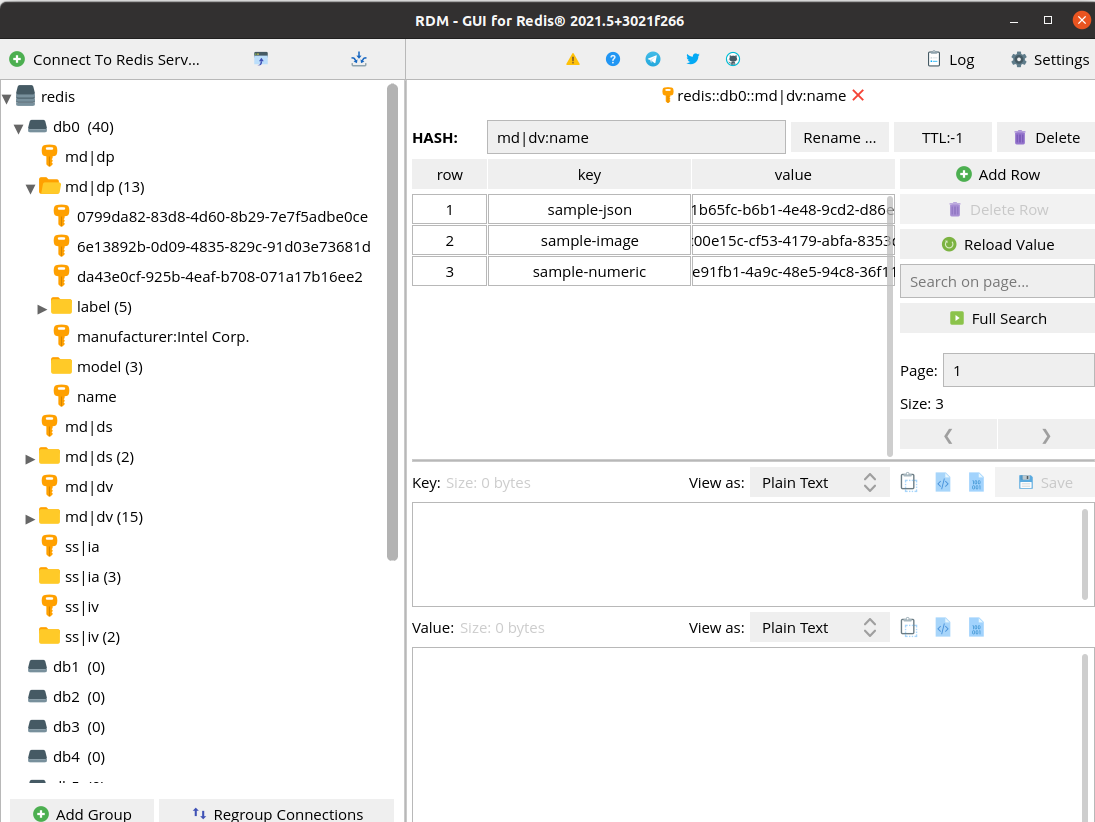 RDM - GUI for Redis® 2021.5+3021f266
Connect To Redis Serv...
Log
Settings
redis
db0 (40)
md|dp
md|dp (13)
0799da82-83d8-4d60-8b29-7e7f5adbe0ce
6e13892b-0d09-4835-829c-91d03e73681d
da43e0cf-925b-4eaf-b708-071a17b16ee2
label (5)
manufacturer:Intel Corp.
model (3)
name
md|ds
md|ds (2)
md|dv
md|dv (15)
ss|ia
ss|ia (3)
ss|iv
ss|iv (2)
db1 (0)
db2 (0)
db3 (0)
db4 (0)
Add Group
Regroup Connections
redis::db0::md|dv:name
HASH:
md|dv:name
Rename ...
TTL:-1
Delete
row key value
1 sample-json 1b65fc-b6b1-4e48-9cd2-d86e
2 sample-image 00e15c-cf53-4179-abfa-8353
3 sample-numeric e91fb1-4a9c-48e5-94c8-36f11
Add Row
Delete Row
Reload Value
Search on page...
Full Search
Page: 1
Size: 3
Key: Size: 0 bytes
View as: Plain Text
Save
Value: Size: 0 bytes
View as: Plain Text